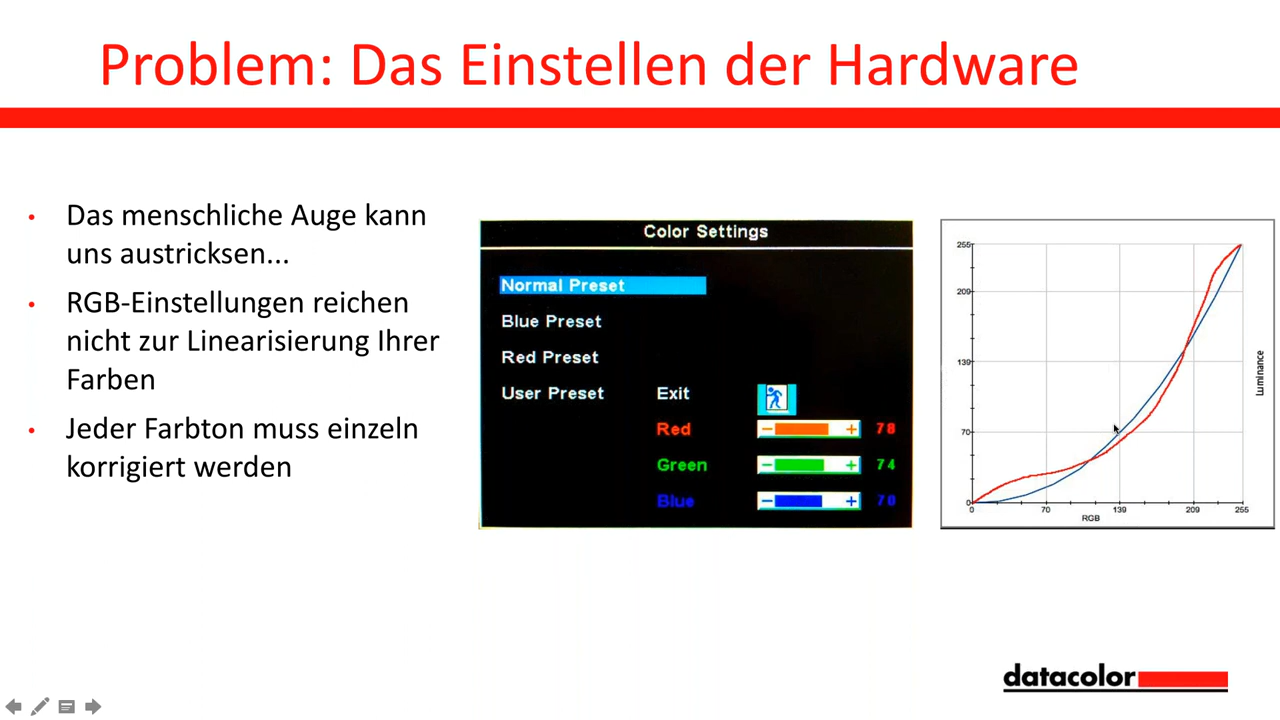 Problem: Das Einstellen der Hardware
• Das menschliche Auge kann
uns austricksen...
• RGB-Einstellungen reichen
nicht zur Linearisierung Ihrer
Farben
• Jeder Farbton muss einzeln
korrigiert werden
Color Settings
Normal Preset
Blue Preset
Red Preset
User Preset Exit
Red 78
Green 74
Blue 70
255
209
139
70
0
0 70 139 209 255
RGB
Luminance
datacolor